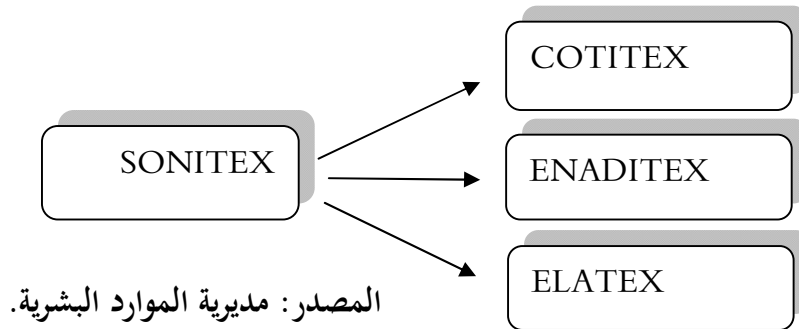 COTITEX
SONITEX
ENADITEX
ELATEX
المصدر: مديرية الموارد البشرية.